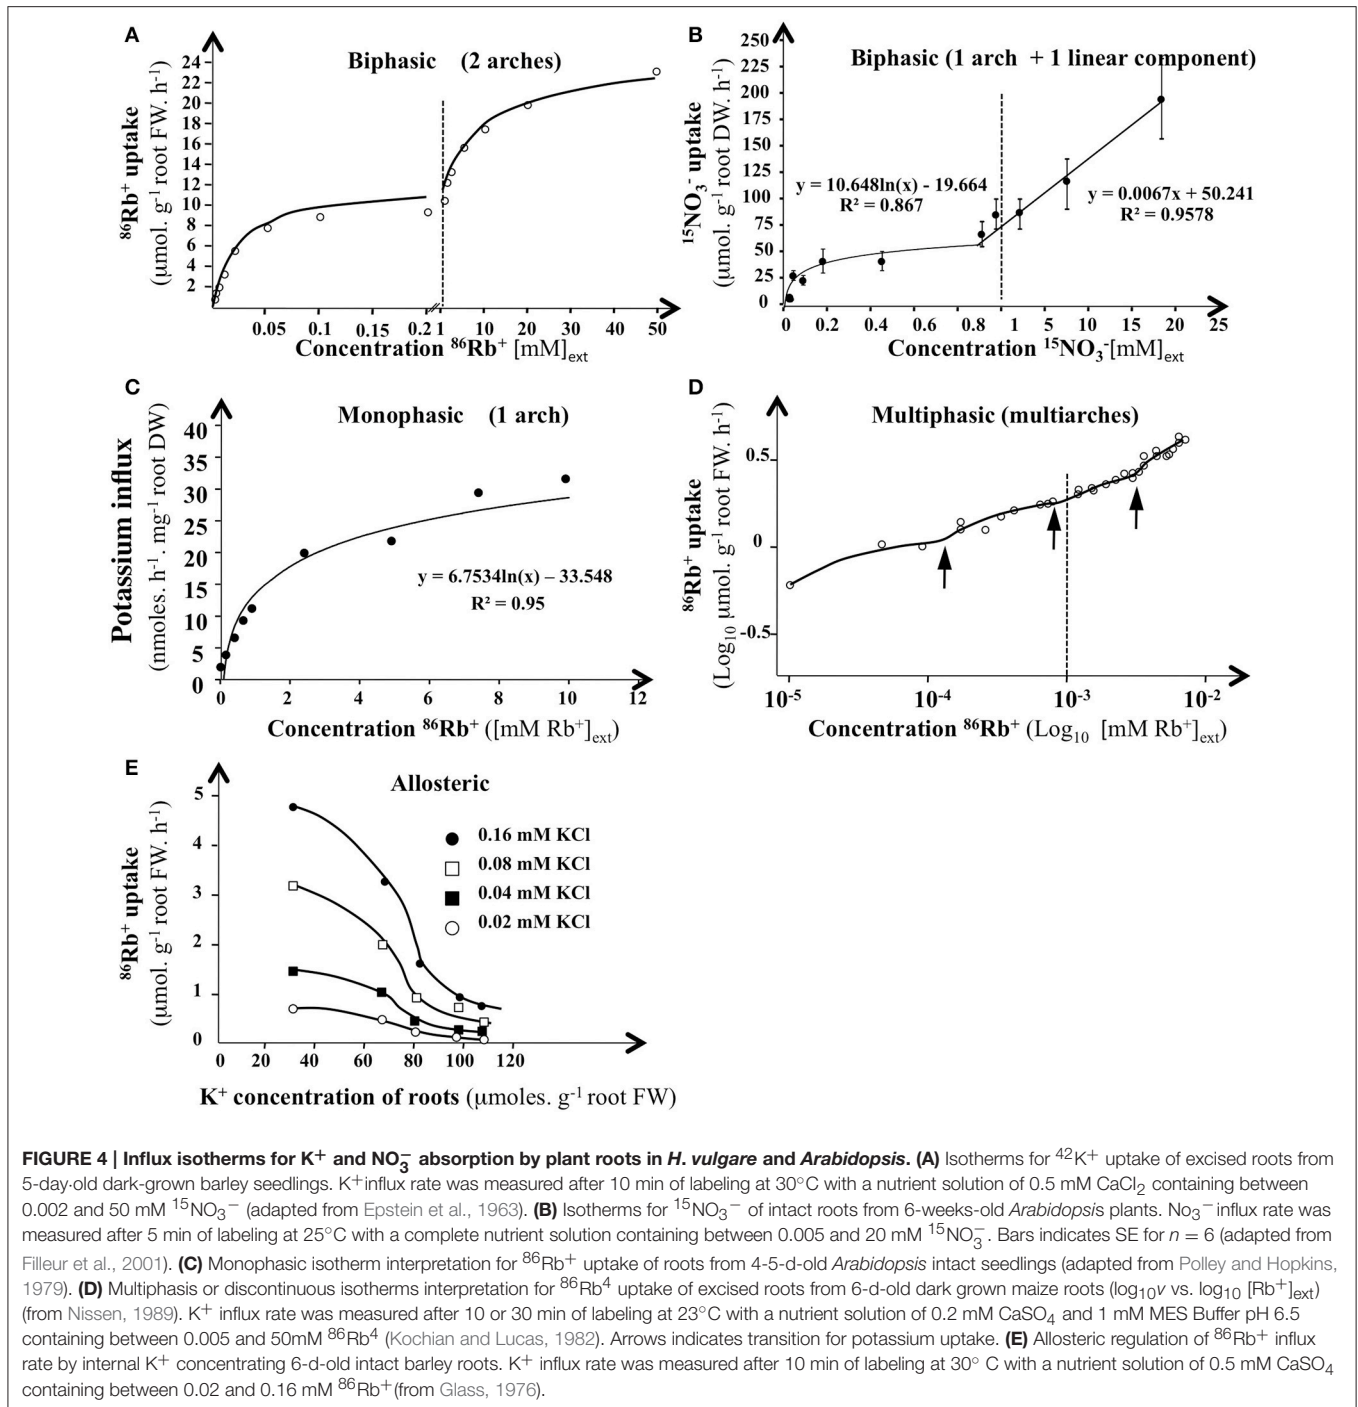 A
Biphasic (2 arches)
⁸⁶Rb⁺ uptake
(μmol. g⁻¹ root FW. h⁻¹)
24
22
20
18
16
14
12
10
8
6
4
2
0.05 0.1 0.15 0.2 1 10 20 30 40 50
Concentration ⁸⁶Rb⁺ [mM]ext
B
Biphasic (1 arch + 1 linear component)
¹⁵NO₃⁻ uptake
(μmol. g⁻¹ root DW. h⁻¹)
250
225
200
175
150
125
100
75
50
25
0
y = 10.648ln(x) - 19.664
R² = 0.867
y = 0.0067x + 50.241
R² = 0.9578
0 0.2 0.4 0.6 0.8 1 5 10 15 20 25
Concentration ¹⁵NO₃⁻[mM]ext
C
Monophasic (1 arch)
Potassium influx
(nmoles. h⁻¹. mg⁻¹ root DW)
40
35
30
25
20
15
10
5
0
y = 6.7534ln(x) – 33.548
R² = 0.95
0 2 4 6 8 10 12
Concentration ⁸⁶Rb⁺ ([mM Rb⁺]ext)
D
Multiphasic (multiarches)
⁸⁶Rb⁺ uptake
(Log₁₀ μmol. g⁻¹ root FW. h⁻¹)
0.5
0
-0.5
10⁻⁵ 10⁻⁴ 10⁻³ 10⁻²
Concentration ⁸⁶Rb⁺ (Log₁₀ [mM Rb⁺]ext)
E
Allosteric
⁸⁶Rb⁺ uptake
(μmol. g⁻¹ root FW. h⁻¹)
5
4
3
2
1
0
0.16 mM KCl
0.08 mM KCl
0.04 mM KCl
0.02 mM KCl
0 20 40 60 80 100 120
K⁺ concentration of roots (μmoles. g⁻¹ root FW)
FIGURE 4 | Influx isotherms for K⁺ and NO₃⁻ absorption by plant roots in H. vulgare and Arabidopsis. (A) Isotherms for ⁴²K⁺ uptake of excised roots from
5-day-old dark-grown barley seedlings. K⁺influx rate was measured after 10 min of labeling at 30°C with a nutrient solution of 0.5 mM CaCl₂ containing between
0.002 and 50 mM ¹⁵NO₃⁻ (adapted from Epstein et al., 1963). (B) Isotherms for ¹⁵NO₃⁻ of intact roots from 6-weeks-old Arabidopsis plants. No₃⁻ influx rate was
measured after 5 min of labeling at 25°C with a complete nutrient solution containing between 0.005 and 20 mM ¹⁵NO₃⁻. Bars indicates SE for n = 6 (adapted from
Filleur et al., 2001). (C) Monophasic isotherm interpretation for ⁸⁶Rb⁺ uptake of roots from 4-5-d-old Arabidopsis intact seedlings (adapted from Polley and Hopkins,
1979). (D) Multiphasis or discontinuous isotherms interpretation for ⁸⁶Rb⁴ uptake of excised roots from 6-d-old dark grown maize roots (log₁₀v vs. log₁₀ [Rb⁺]ext)
(from Nissen, 1989). K⁺ influx rate was measured after 10 or 30 min of labeling at 23°C with a nutrient solution of 0.2 mM CaSO₄ and 1 mM MES Buffer pH 6.5
containing between 0.005 and 50mM ⁸⁶Rb⁴ (Kochian and Lucas, 1982). Arrows indicates transition for potassium uptake. (E) Allosteric regulation of ⁸⁶Rb⁺ influx
rate by internal K⁺ concentrating 6-d-old intact barley roots. K⁺ influx rate was measured after 10 min of labeling at 30° C with a nutrient solution of 0.5 mM CaSO₄
containing between 0.02 and 0.16 mM ⁸⁶Rb⁺(from Glass, 1976).